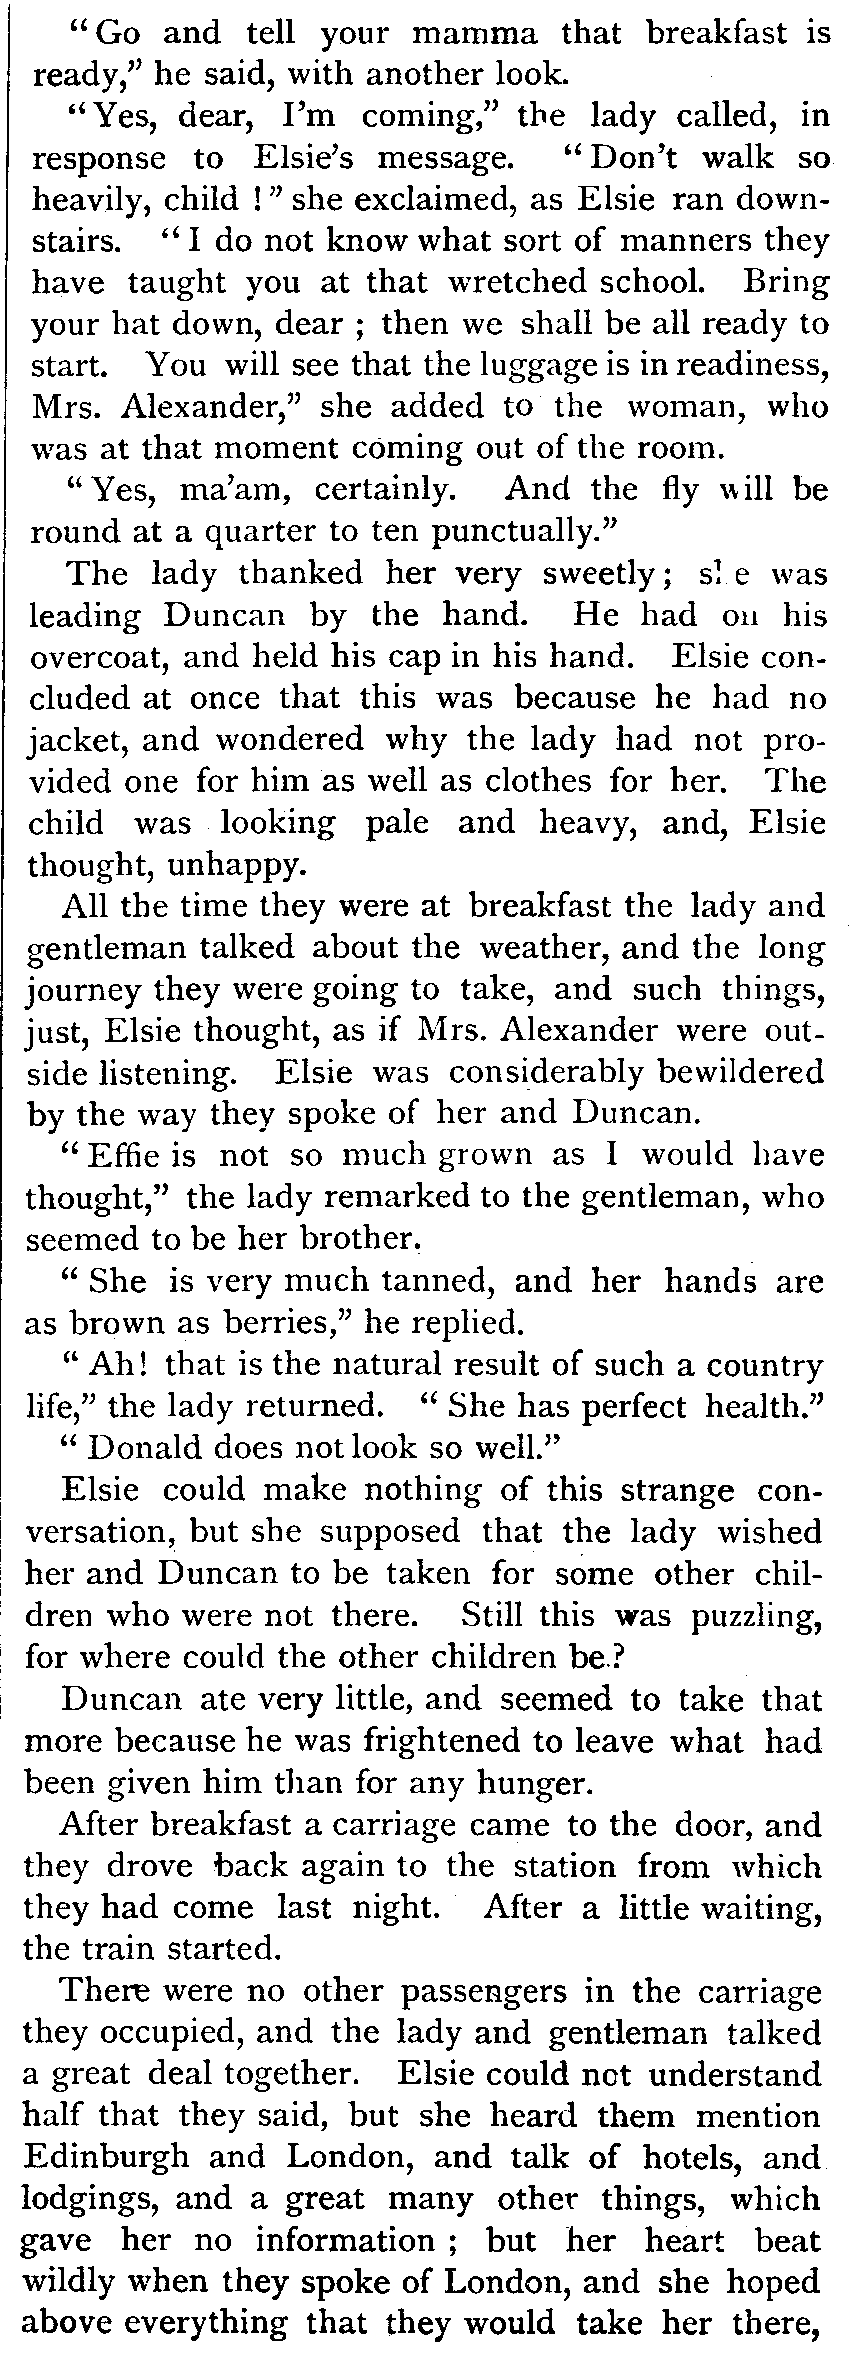 “Go and tell your mamma that breakfast is
ready,” he said, with another look.
“Yes, dear, I’m coming,” the lady called, in
response to Elsie’s message. “Don’t walk so
heavily, child !” she exclaimed, as Elsie ran down-
stairs. “I do not know what sort of manners they
have taught you at that wretched school. Bring
your hat down, dear ; then we shall be all ready to
start. You will see that the luggage is in readiness,
Mrs. Alexander,” she added to the woman, who
was at that moment coming out of the room.
“Yes, ma’am, certainly. And the fly will be
round at a quarter to ten punctually.”
The lady thanked her very sweetly; she was
leading Duncan by the hand. He had on his
overcoat, and held his cap in his hand. Elsie con-
cluded at once that this was because he had no
jacket, and wondered why the lady had not pro-
vided one for him as well as clothes for her. The
child was looking pale and heavy, and, Elsie
thought, unhappy.
All the time they were at breakfast the lady and
gentleman talked about the weather, and the long
journey they were going to take, and such things,
just, Elsie thought, as if Mrs. Alexander were out-
side listening. Elsie was considerably bewildered
by the way they spoke of her and Duncan.
“Effie is not so much grown as I would have
thought,” the lady remarked to the gentleman, who
seemed to be her brother.
“She is very much tanned, and her hands are
as brown as berries,” he replied.
“Ah! that is the natural result of such a country
life,” the lady returned. “She has perfect health.”
“Donald does not look so well.”
Elsie could make nothing of this strange con-
versation, but she supposed that the lady wished
her and Duncan to be taken for some other chil-
dren who were not there. Still this was puzzling,
for where could the other children be?
Duncan ate very little, and seemed to take that
more because he was frightened to leave what had
been given him than for any hunger.
After breakfast a carriage came to the door, and
they drove back again to the station from which
they had come last night. After a little waiting,
the train started.
There were no other passengers in the carriage
they occupied, and the lady and gentleman talked
a great deal together. Elsie could not understand
half that they said, but she heard them mention
Edinburgh and London, and talk of hotels, and
lodgings, and a great many other things, which
gave her no information ; but her heart beat
wildly when they spoke of London, and she hoped
above everything that they would take her there,